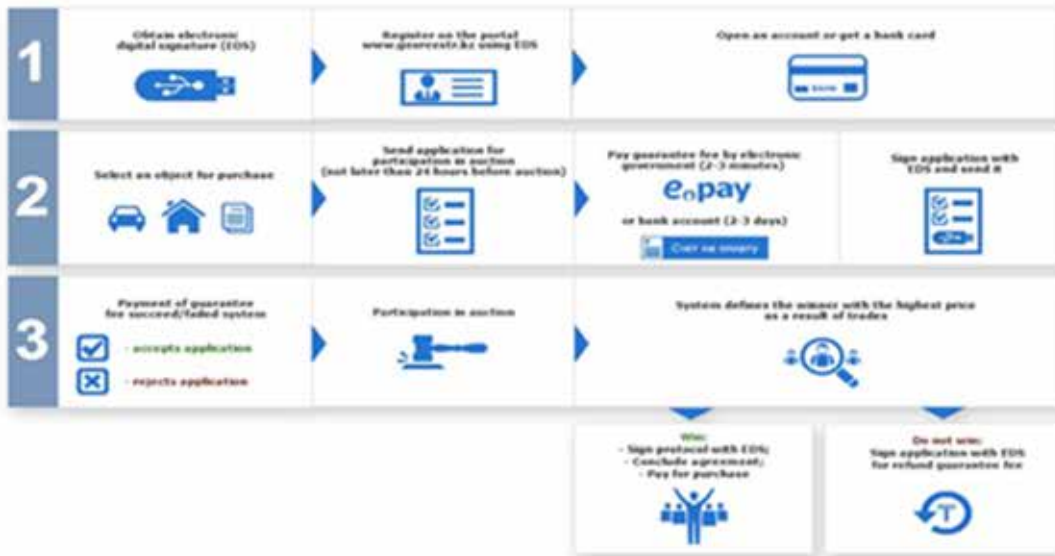 1
Obtain electronic
digital signature (EDS)
Register on the portal
www.gosreestr.kz using EDS
Open an account or get a bank card
2
Select an object for purchase
Send application for
participation in auction
(not later than 24 hours before auction)
Pay guarantee fee by electronic
government (2-3 minutes)
epay
or bank account (2-3 days)
Sign application with
EDS and send it
3
Payment of guarantee
fee succeed/failed system
- accepts application
- rejects application
Participation in auction
System defines the winner with the highest price
as a result of trades
Win:
- Sign protocol with EDS;
- Conclude agreement;
- Pay for purchase
Do not win:
Sign application with EDS
for refund guarantee fee
T